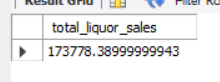 Result Grid Filter Ro
total_liquor_sales
173778.38999999943